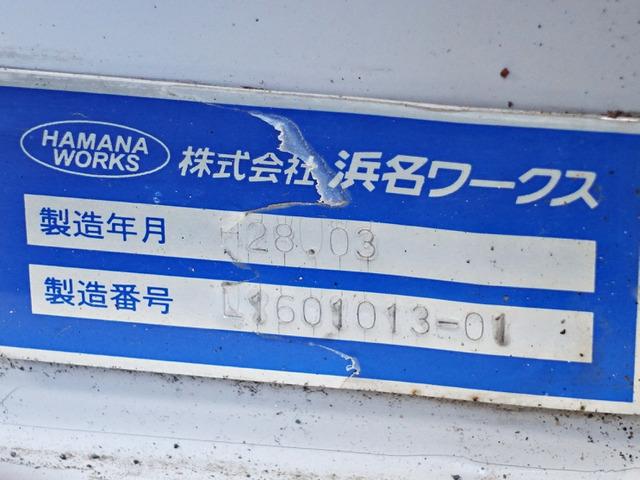 HAMANA
WORKS
株式会社 浜名ワークス
製造年月 H28.03
製造番号 L1601013-01